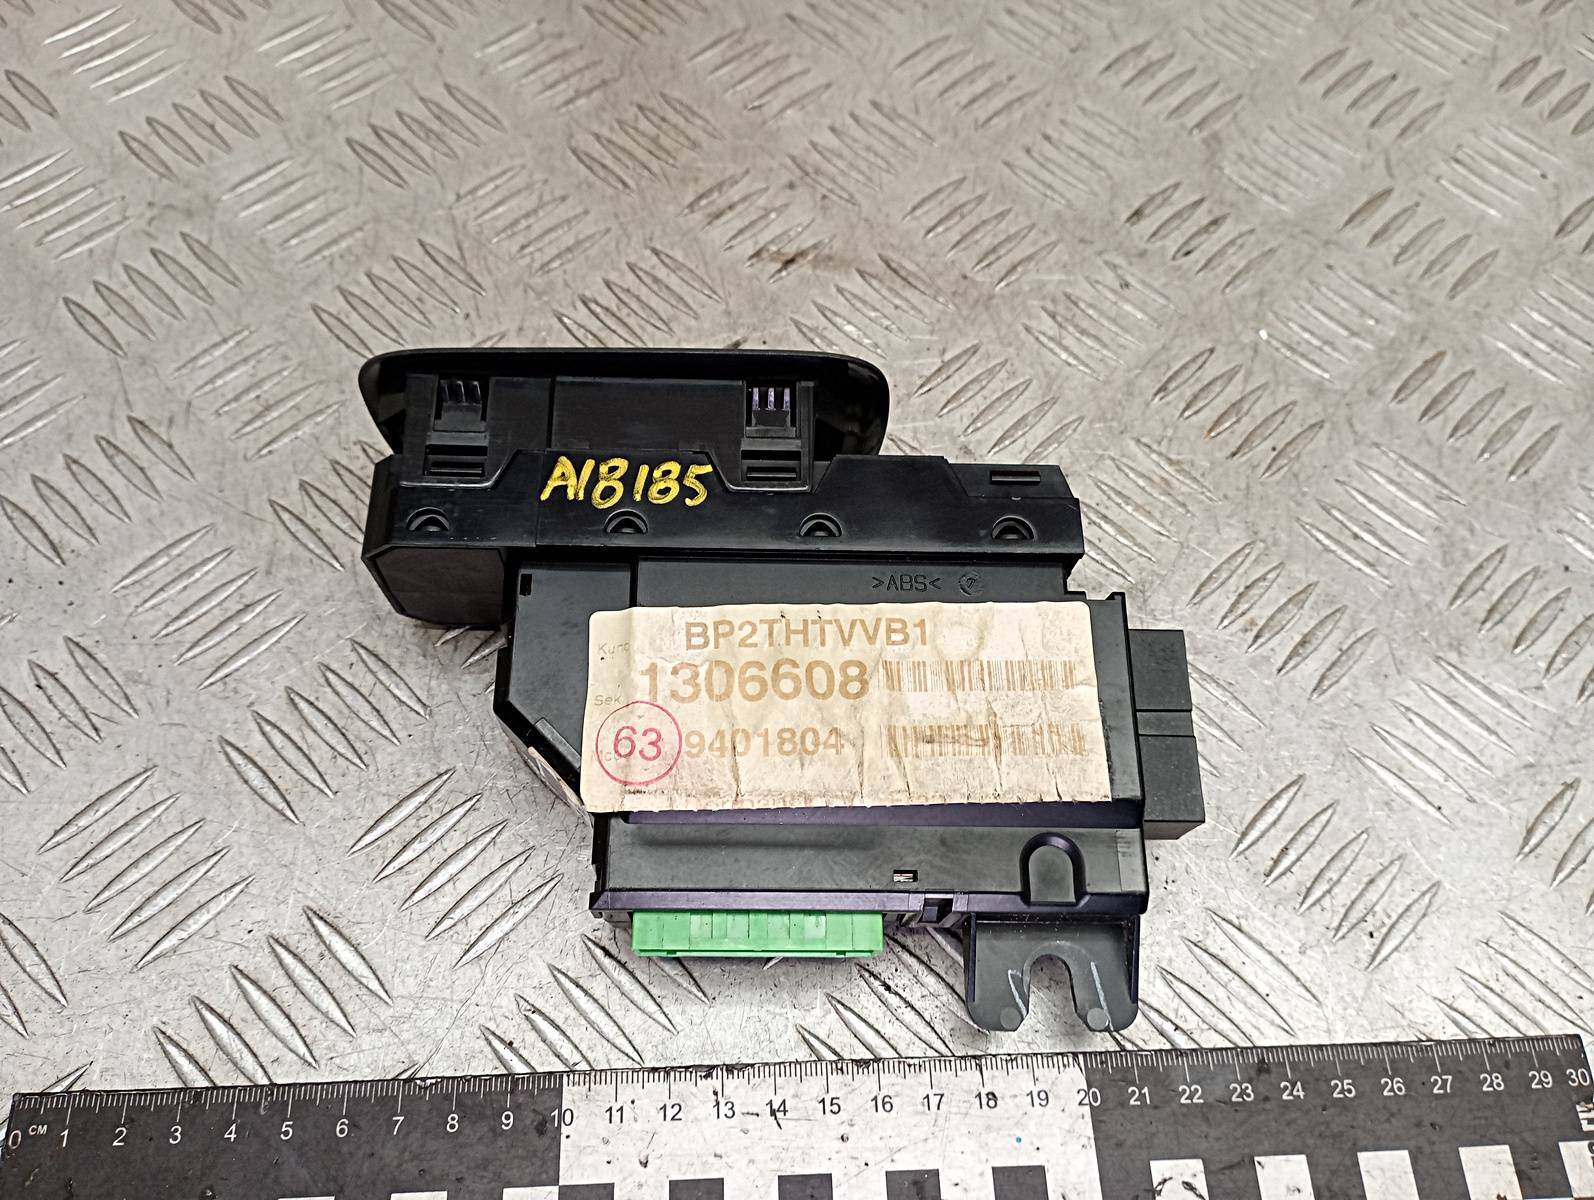 A18185
>ABS<
BP2THTVVB1
1306608
63 9401804
0 CM 1 2 3 4 5 6 7 8 9 10 11 12 13 14 15 16 17 18 19 20 21 22 23 24 25 26 27 28 29 30